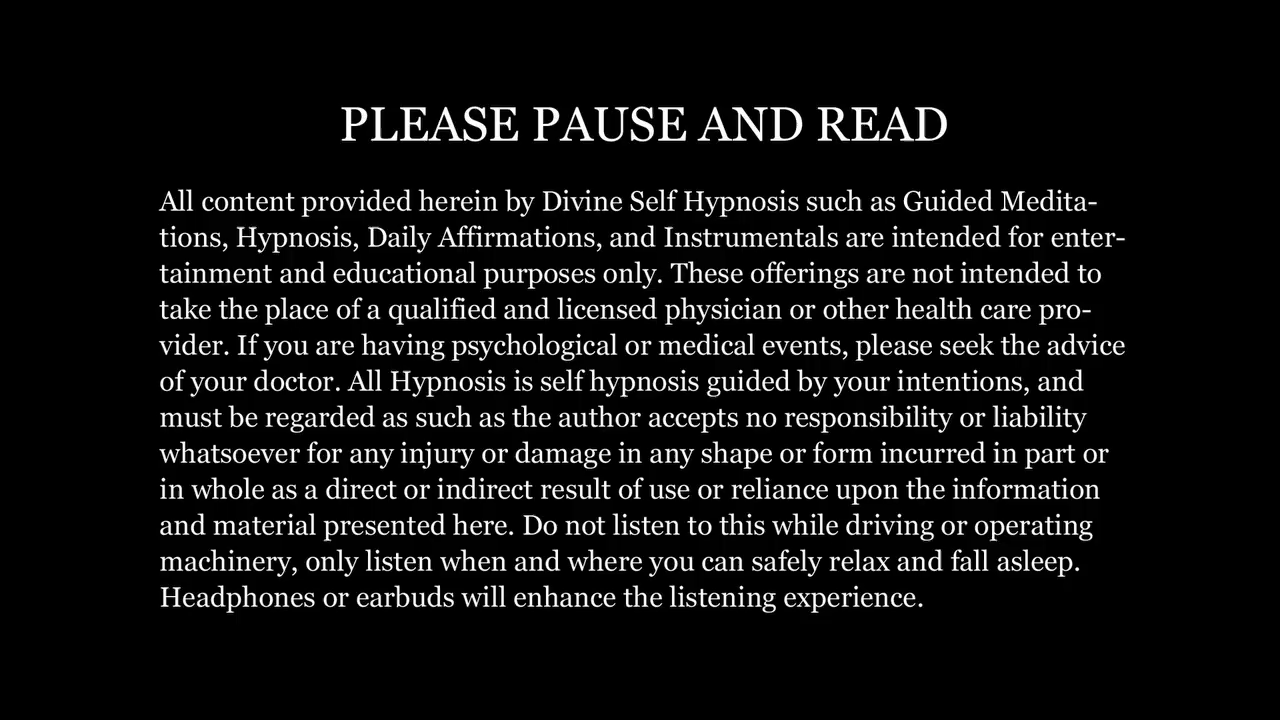 PLEASE PAUSE AND READ
All content provided herein by Divine Self Hypnosis such as Guided Medita-
tions, Hypnosis, Daily Affirmations, and Instrumentals are intended for enter-
tainment and educational purposes only. These offerings are not intended to
take the place of a qualified and licensed physician or other health care pro-
vider. If you are having psychological or medical events, please seek the advice
of your doctor. All Hypnosis is self hypnosis guided by your intentions, and
must be regarded as such as the author accepts no responsibility or liability
whatsoever for any injury or damage in any shape or form incurred in part or
in whole as a direct or indirect result of use or reliance upon the information
and material presented here. Do not listen to this while driving or operating
machinery, only listen when and where you can safely relax and fall asleep.
Headphones or earbuds will enhance the listening experience.